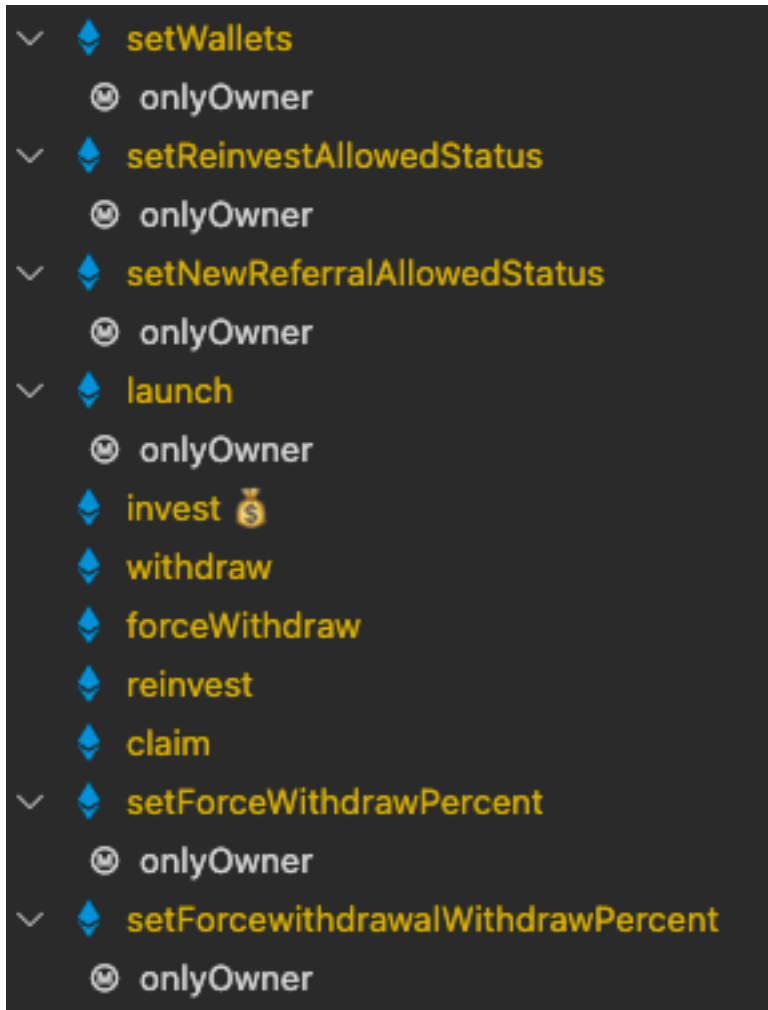 setWallets
onlyOwner
setReinvestAllowedStatus
onlyOwner
setNewReferralAllowedStatus
onlyOwner
launch
onlyOwner
invest 💰
withdraw
forceWithdraw
reinvest
claim
setForceWithdrawPercent
onlyOwner
setForcewithdrawalWithdrawPercent
onlyOwner